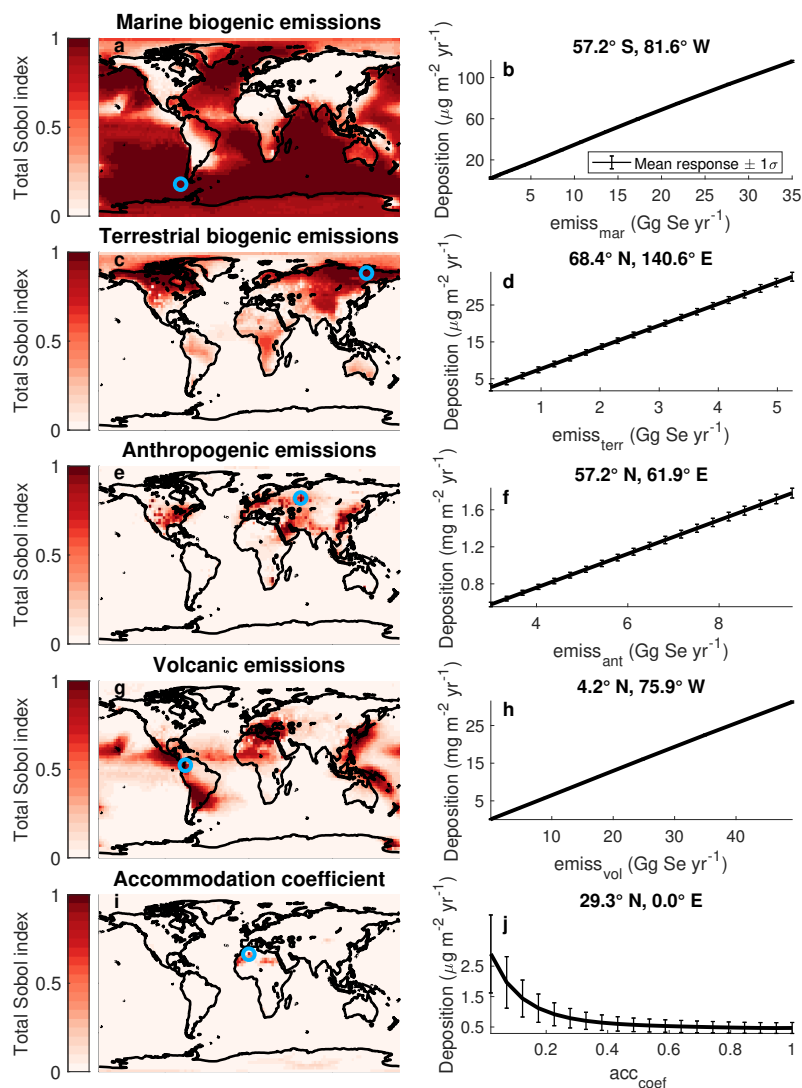 Marine biogenic emissions
a
Total Sobol index
1
0.5
0
57.2° S, 81.6° W
b
Deposition (μg m⁻² yr⁻¹)
100
60
20
Mean response ± 1σ
5 10 15 20 25 30 35
emiss_mar (Gg Se yr⁻¹)
Terrestrial biogenic emissions
c
Total Sobol index
1
0.5
0
68.4° N, 140.6° E
d
Deposition (μg m⁻² yr⁻¹)
25
15
5
1 2 3 4 5
emiss_terr (Gg Se yr⁻¹)
Anthropogenic emissions
e
Total Sobol index
1
0.5
0
57.2° N, 61.9° E
f
Deposition (mg m⁻² yr⁻¹)
1.6
1.2
0.8
4 6 8
emiss_ant (Gg Se yr⁻¹)
Volcanic emissions
g
Total Sobol index
1
0.5
0
4.2° N, 75.9° W
h
Deposition (mg m⁻² yr⁻¹)
25
15
5
10 20 30 40
emiss_vol (Gg Se yr⁻¹)
Accommodation coefficient
i
Total Sobol index
1
0.5
0
29.3° N, 0.0° E
j
Deposition (μg m⁻² yr⁻¹)
2.5
1.5
0.5
0.2 0.4 0.6 0.8 1
acc_coef